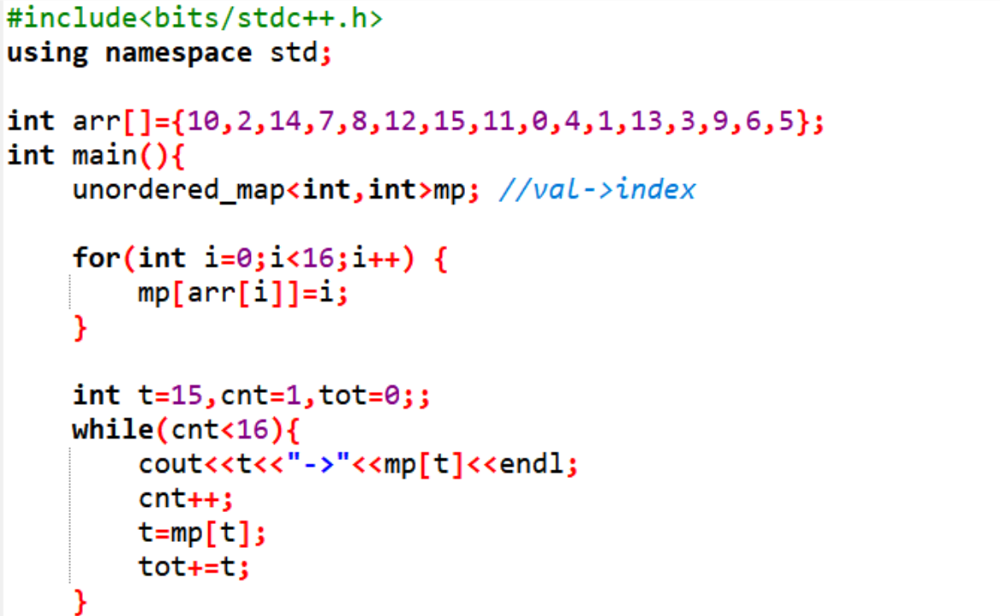 #include<bits/stdc++.h>
using namespace std;
int arr[]={10,2,14,7,8,12,15,11,0,4,1,13,3,9,6,5};
int main(){
unordered_map<int,int>mp; //val->index
for(int i=0;i<16;i++) {
mp[arr[i]]=i;
}
int t=15,cnt=1,tot=0;;
while(cnt<16){
cout<<t<<"->"<<mp[t]<<endl;
cnt++;
t=mp[t];
tot+=t;
}